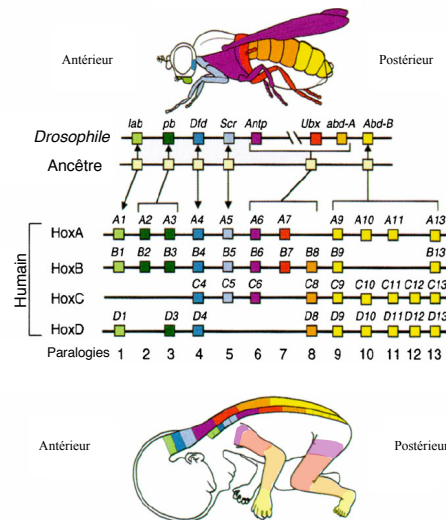 Antérieur Postérieur
lab pb Dfd Scr Antp Ubx abd-A Abd-B
Drosophile
Ancêtre
A1 A2 A3 A4 A5 A6 A7 A9 A10 A11 A13
HoxA
B1 B2 B3 B4 B5 B6 B7 B8 B9 B13
HoxB
C4 C5 C6 C8 C9 C10 C11 C12 C13
HoxC
D1 D3 D4 D8 D9 D10 D11 D12 D13
HoxD
Humain
Paralogies 1 2 3 4 5 6 7 8 9 10 11 12 13
Antérieur Postérieur